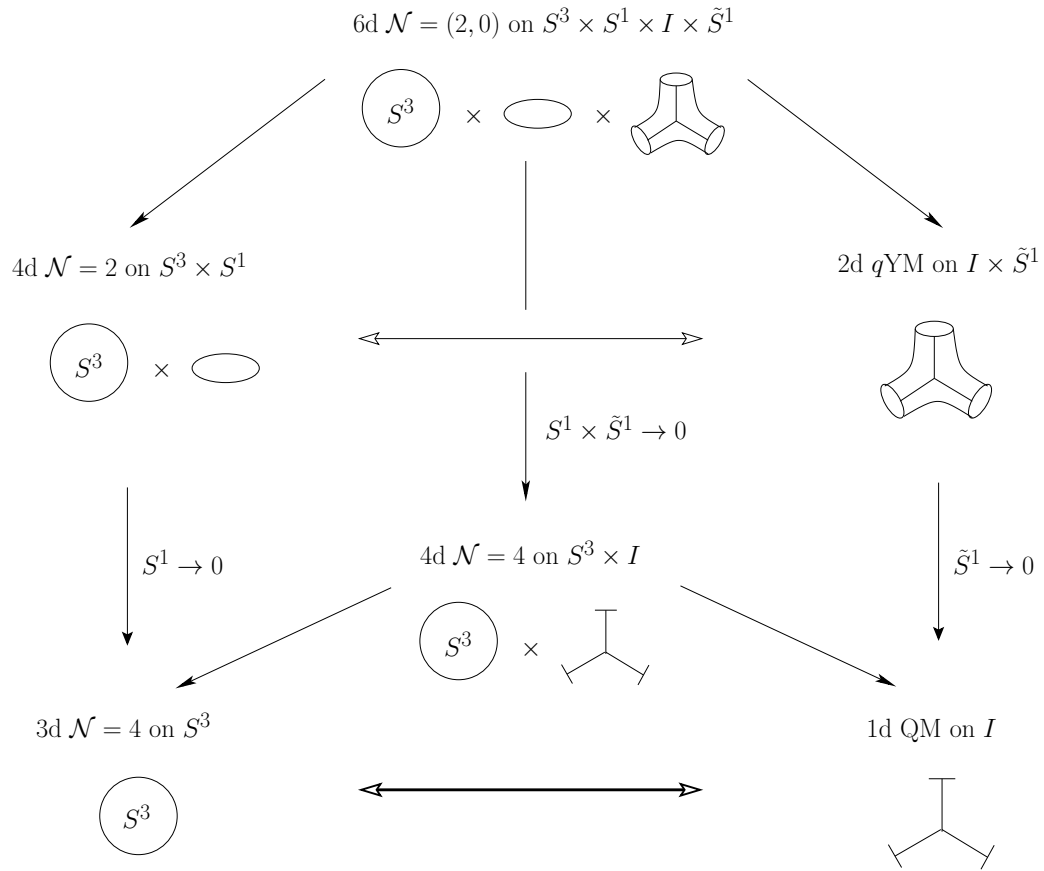 6d 𝒩 = (2, 0) on S³ × S¹ × I × S̃¹
S³ × ×
4d 𝒩 = 2 on S³ × S¹
2d qYM on I × S̃¹
S³ ×
S¹ × S̃¹ → 0
4d 𝒩 = 4 on S³ × I
S¹ → 0
S̃¹ → 0
S³ ×
3d 𝒩 = 4 on S³
1d QM on I
S³